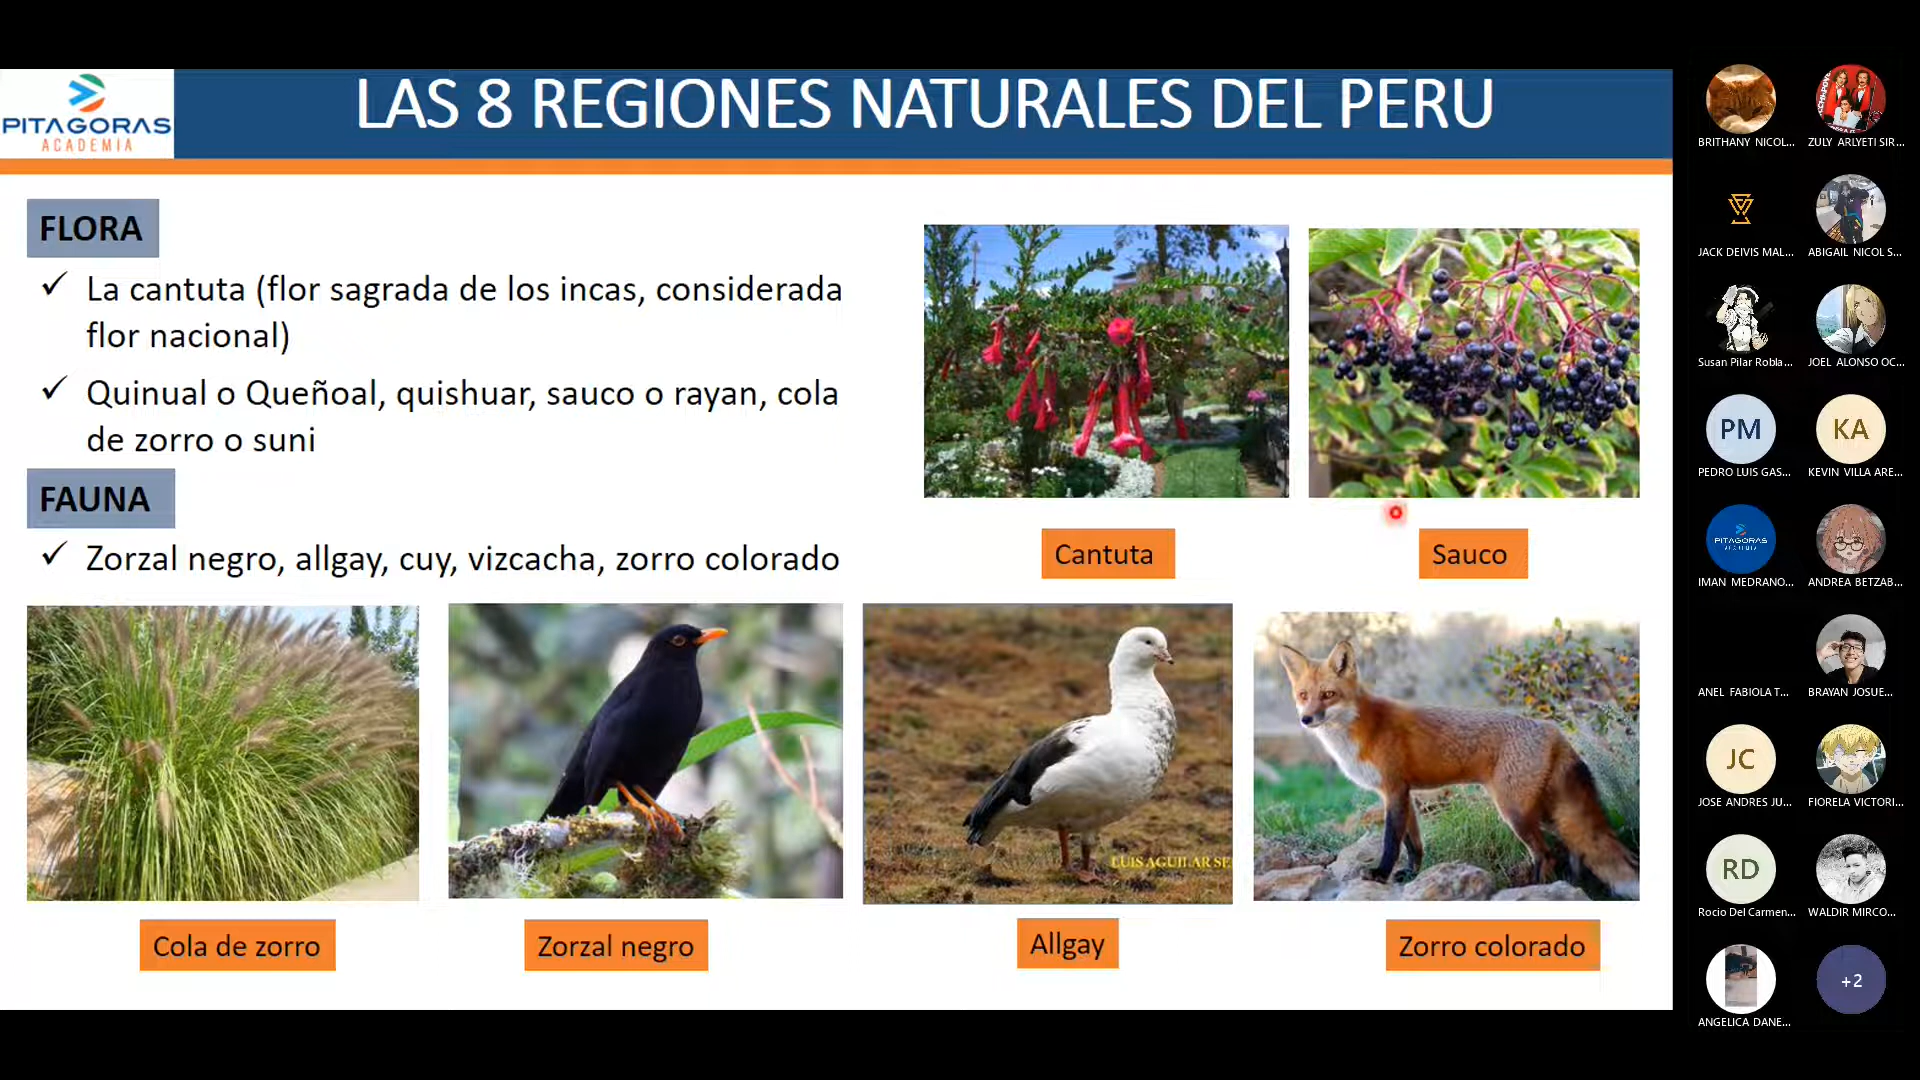 PITAGORAS
ACADEMIA
LAS 8 REGIONES NATURALES DEL PERU
FLORA
La cantuta (flor sagrada de los incas, considerada
flor nacional)
Quinual o Queñoal, quishuar, sauco o rayan, cola
de zorro o suni
FAUNA
Zorzal negro, allgay, cuy, vizcacha, zorro colorado
Cantuta
Sauco
LUIS AGUILAR SE
Cola de zorro
Zorzal negro
Allgay
Zorro colorado
BRITHANY NICOL...
ZULY ARLYETI SIR...
JACK DEIVIS MAL...
ABIGAIL NICOL S...
Susan Pilar Robla...
JOEL ALONSO OC...
PM
KA
PEDRO LUIS GAS...
KEVIN VILLA ARE...
PITAGORAS
ACADEMIA
IMAN MEDRANO...
ANDREA BETZAB...
ANEL FABIOLA T...
BRAYAN JOSUE...
JC
JOSE ANDRES JU...
FIORELA VICTORI...
RD
Rocio Del Carmen...
WALDIR MIRCO...
+2
ANGELICA DANE...